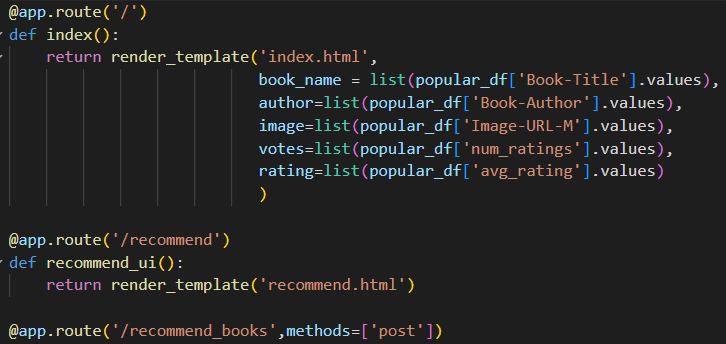 @app.route('/')
def index():
    return render_template('index.html',
                           book_name = list(popular_df['Book-Title'].values),
                           author=list(popular_df['Book-Author'].values),
                           image=list(popular_df['Image-URL-M'].values),
                           votes=list(popular_df['num_ratings'].values),
                           rating=list(popular_df['avg_rating'].values)
                           )

@app.route('/recommend')
def recommend_ui():
    return render_template('recommend.html')

@app.route('/recommend_books',methods=['post'])